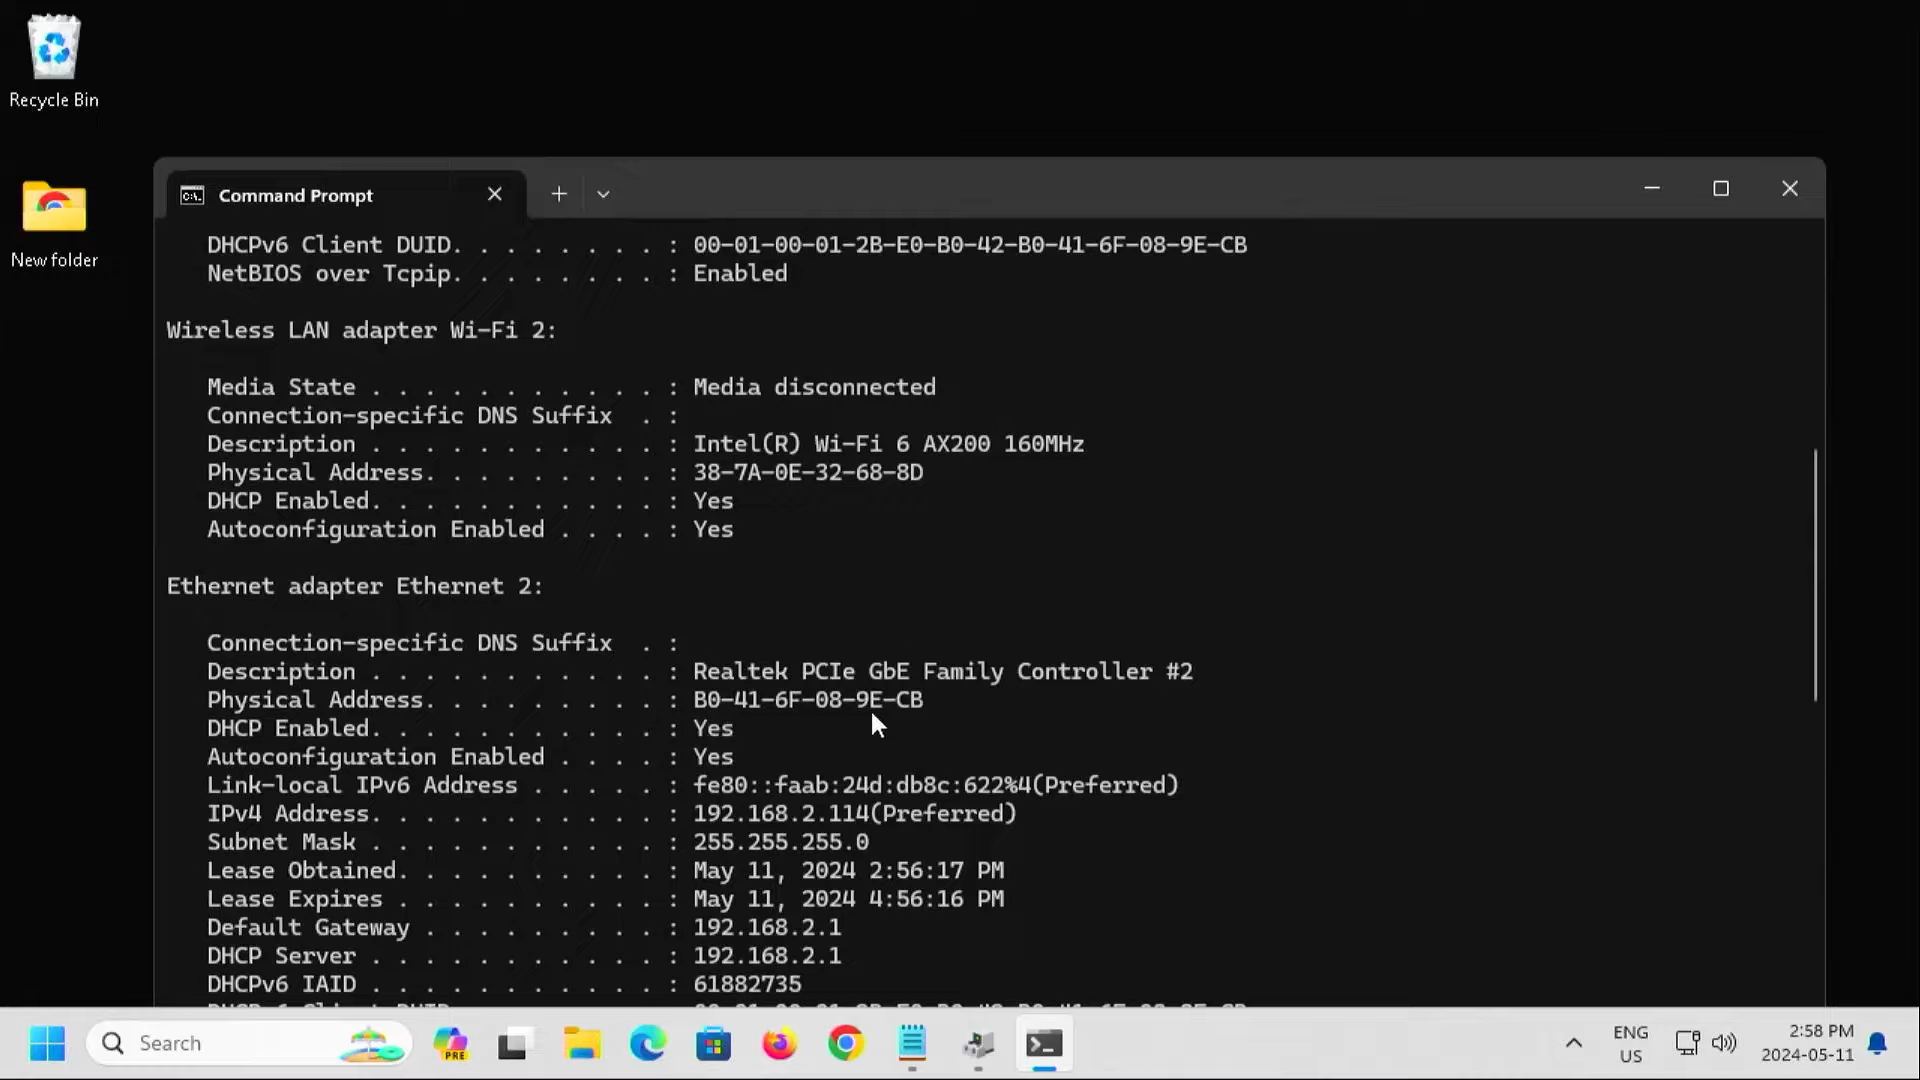 Recycle Bin
New folder
Command Prompt
DHCPv6 Client DUID. . . . . . . . : 00-01-00-01-2B-E0-B0-42-B0-41-6F-08-9E-CB
NetBIOS over Tcpip. . . . . . . . : Enabled
Wireless LAN adapter Wi-Fi 2:
Media State . . . . . . . . . . . : Media disconnected
Connection-specific DNS Suffix  . :
Description . . . . . . . . . . . : Intel(R) Wi-Fi 6 AX200 160MHz
Physical Address. . . . . . . . . : 38-7A-0E-32-68-8D
DHCP Enabled. . . . . . . . . . . : Yes
Autoconfiguration Enabled . . . . : Yes
Ethernet adapter Ethernet 2:
Connection-specific DNS Suffix  . :
Description . . . . . . . . . . . : Realtek PCIe GbE Family Controller #2
Physical Address. . . . . . . . . : B0-41-6F-08-9E-CB
DHCP Enabled. . . . . . . . . . . : Yes
Autoconfiguration Enabled . . . . : Yes
Link-local IPv6 Address . . . . . : fe80::faab:24d:db8c:622%4(Preferred)
IPv4 Address. . . . . . . . . . . : 192.168.2.114(Preferred)
Subnet Mask . . . . . . . . . . . : 255.255.255.0
Lease Obtained. . . . . . . . . . : May 11, 2024 2:56:17 PM
Lease Expires . . . . . . . . . . : May 11, 2024 4:56:16 PM
Default Gateway . . . . . . . . . : 192.168.2.1
DHCP Server . . . . . . . . . . . : 192.168.2.1
DHCPv6 IAID . . . . . . . . . . . : 61882735
Search
PRE
ENG
US
2:58 PM
2024-05-11